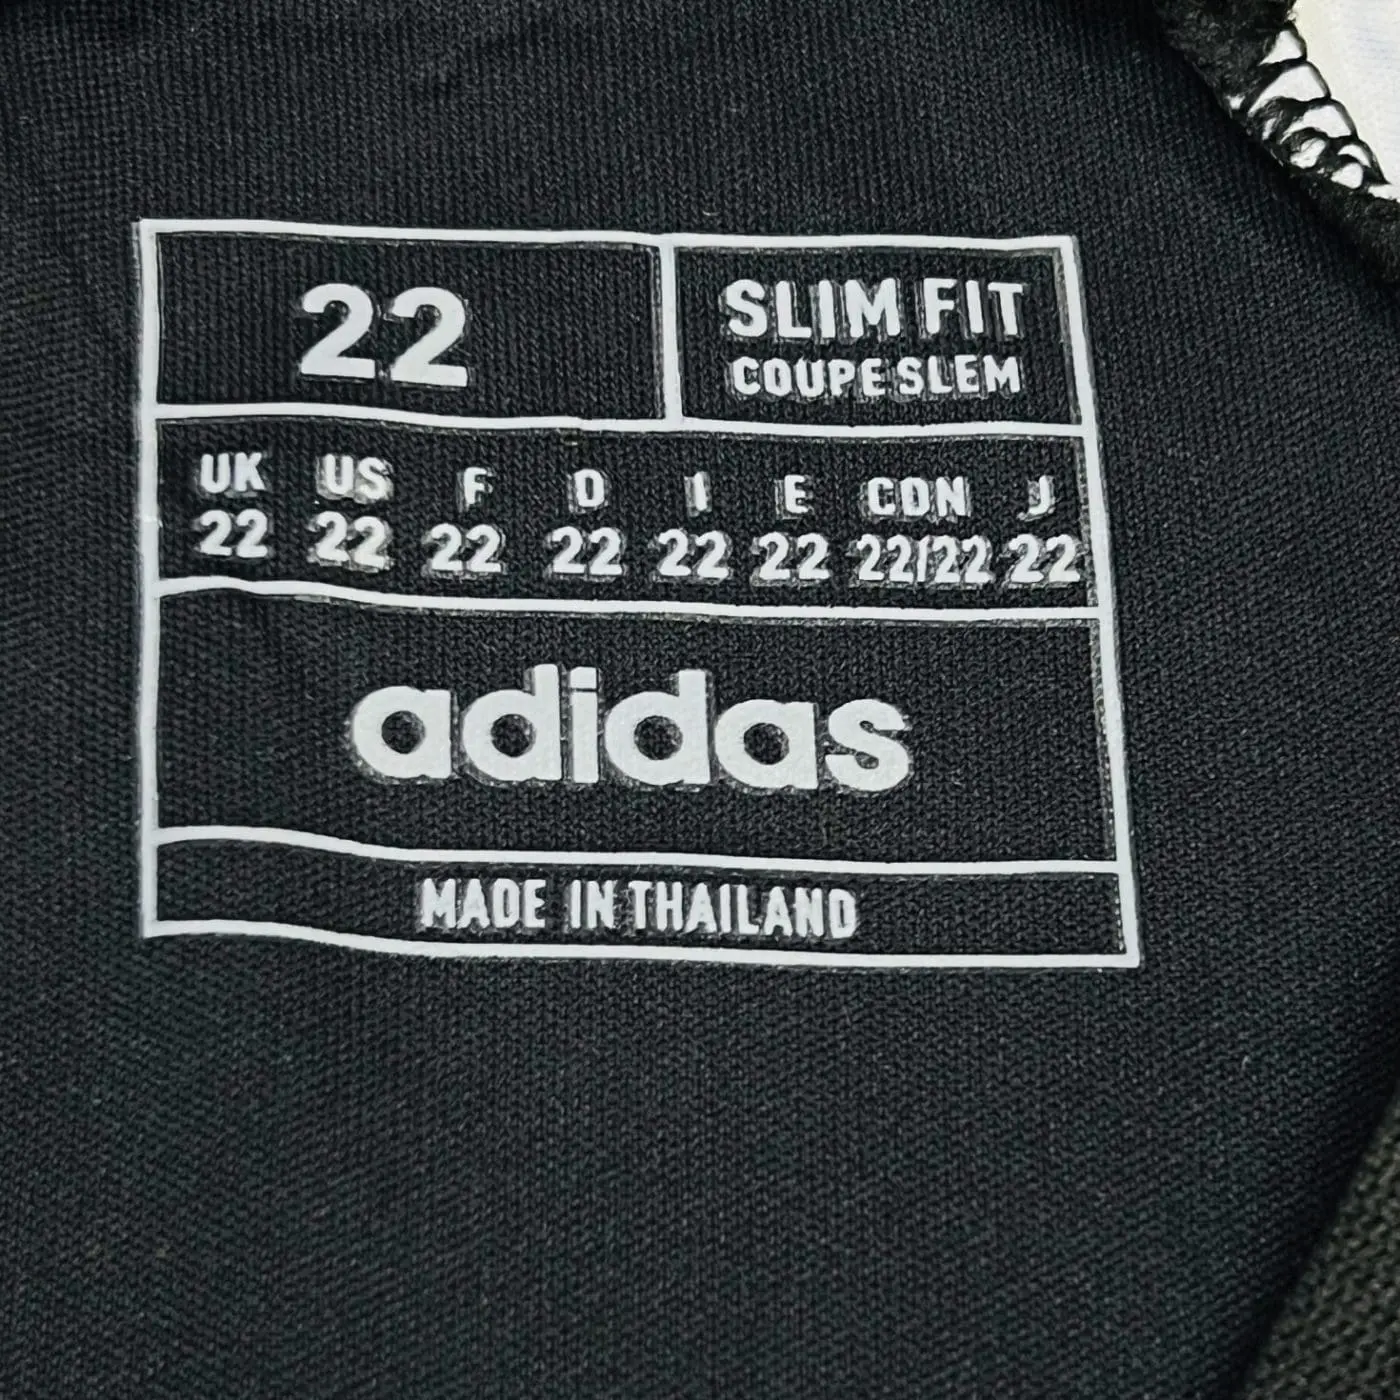 22
SLIM FIT
COUPE SLEM
UK US F D I E CDN J
22 22 22 22 22 22 22/22 22
adidas
MADE IN THAILAND